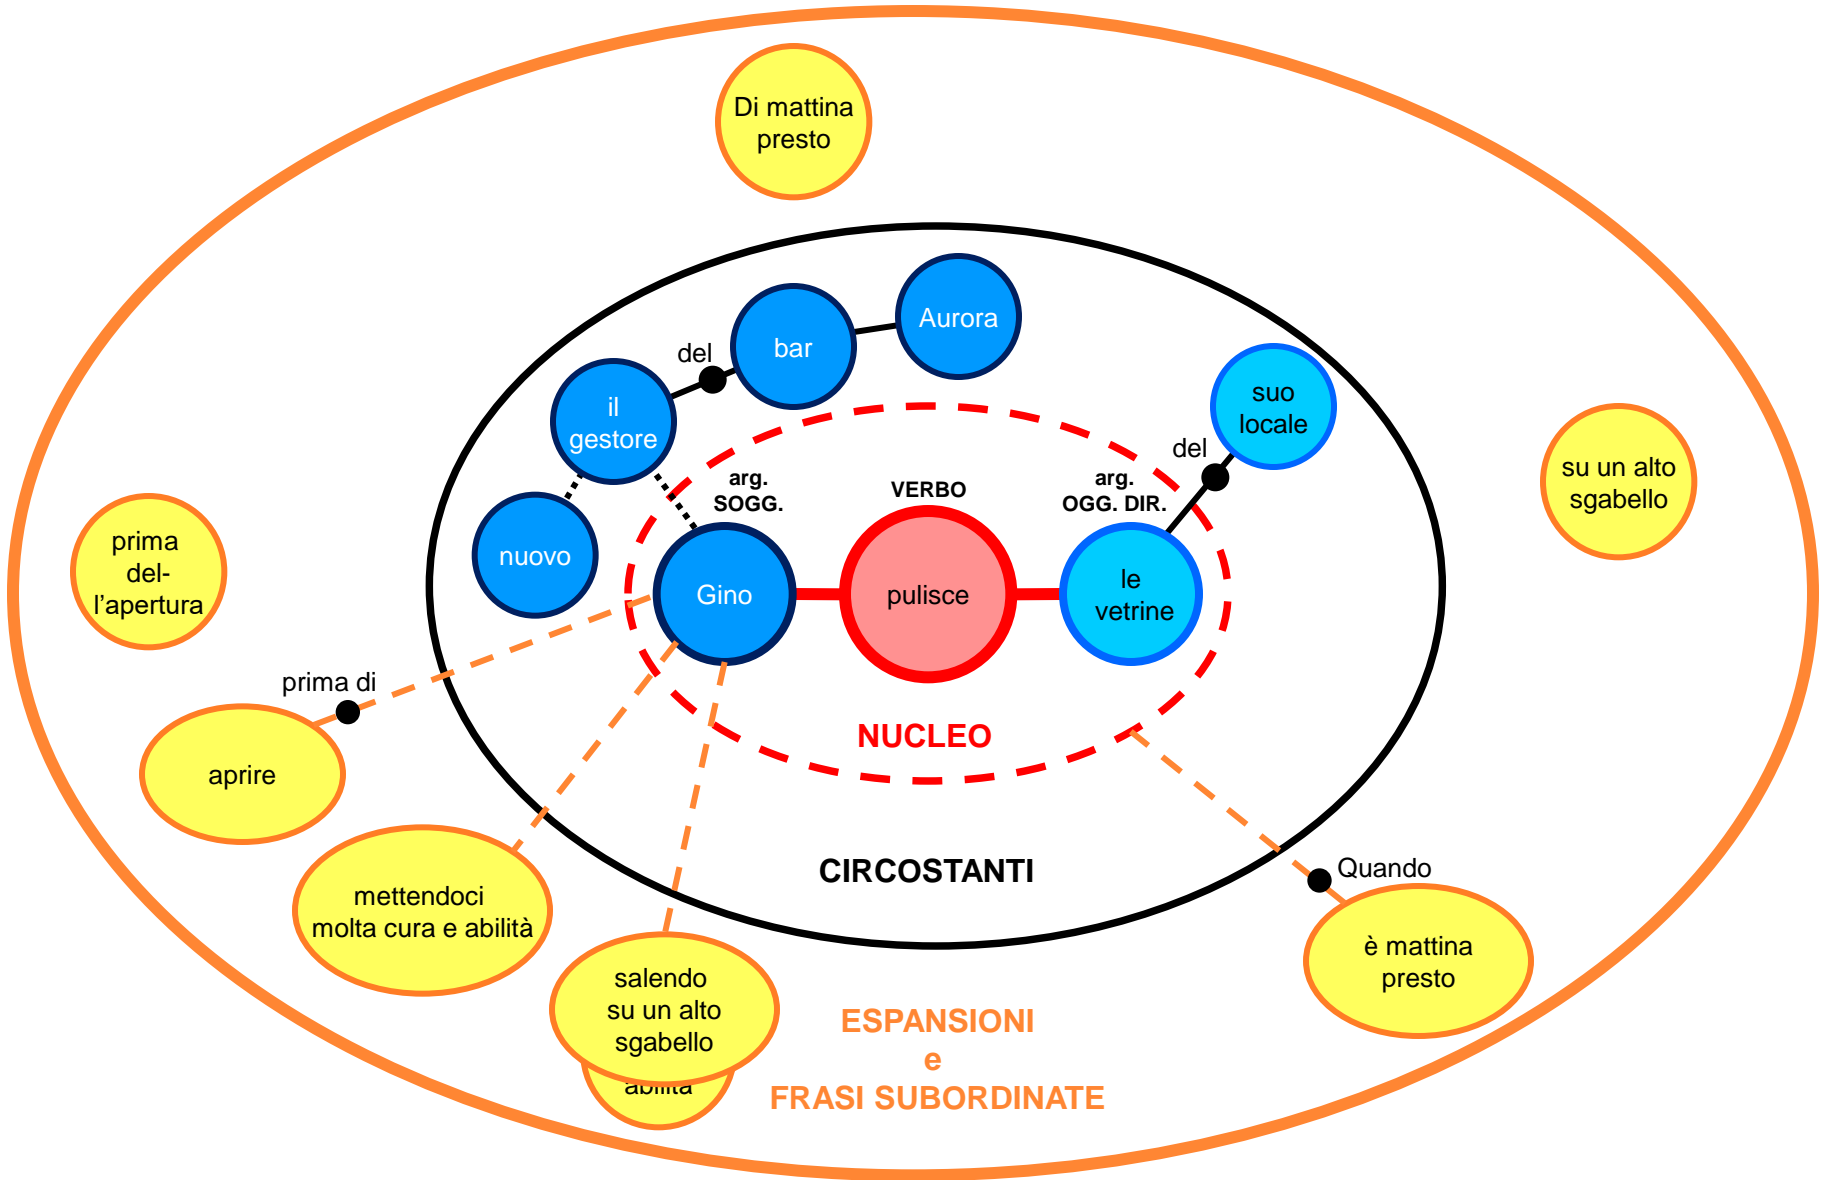 Di mattina
presto
Aurora
bar
del
il
gestore
suo
locale
del
su un alto
sgabello
arg.
SOGG.
VERBO
arg.
OGG. DIR.
prima
del-
l'apertura
nuovo
Gino
pulisce
le
vetrine
prima di
NUCLEO
aprire
CIRCOSTANTI
Quando
mettendoci
molta cura e abilità
è mattina
presto
salendo
su un alto
sgabello
abilità
ESPANSIONI
e
FRASI SUBORDINATE